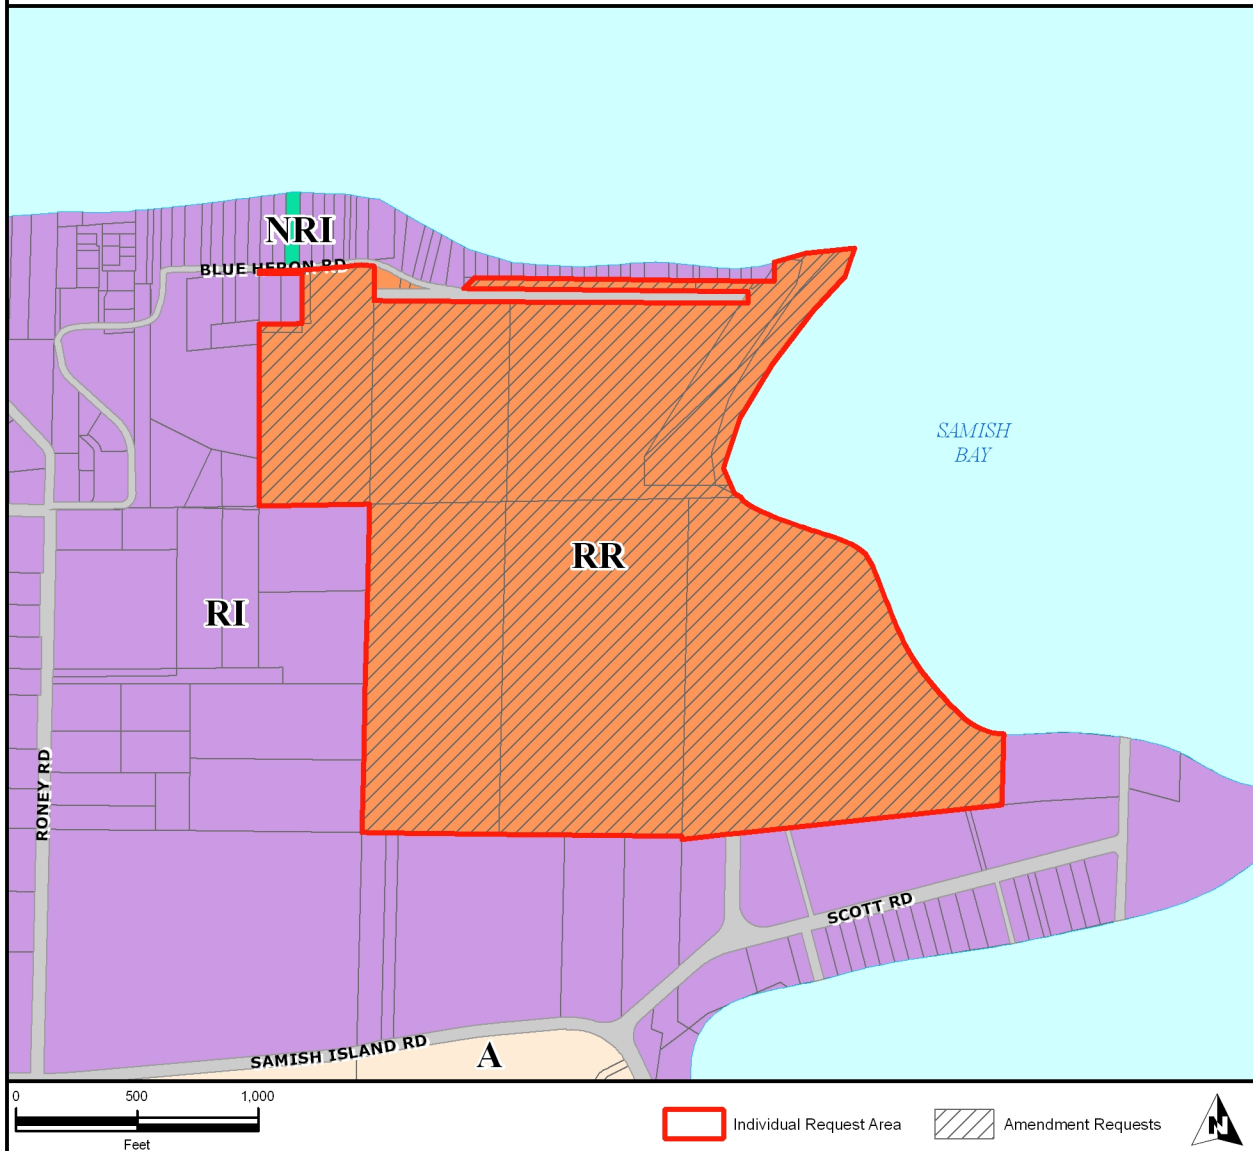 NRI
BLUE HERON RD
SAMISH
BAY
RR
RI
RONEY RD
SCOTT RD
SAMISH ISLAND RD
A
0 500 1,000
Feet
Individual Request Area
Amendment Requests
N